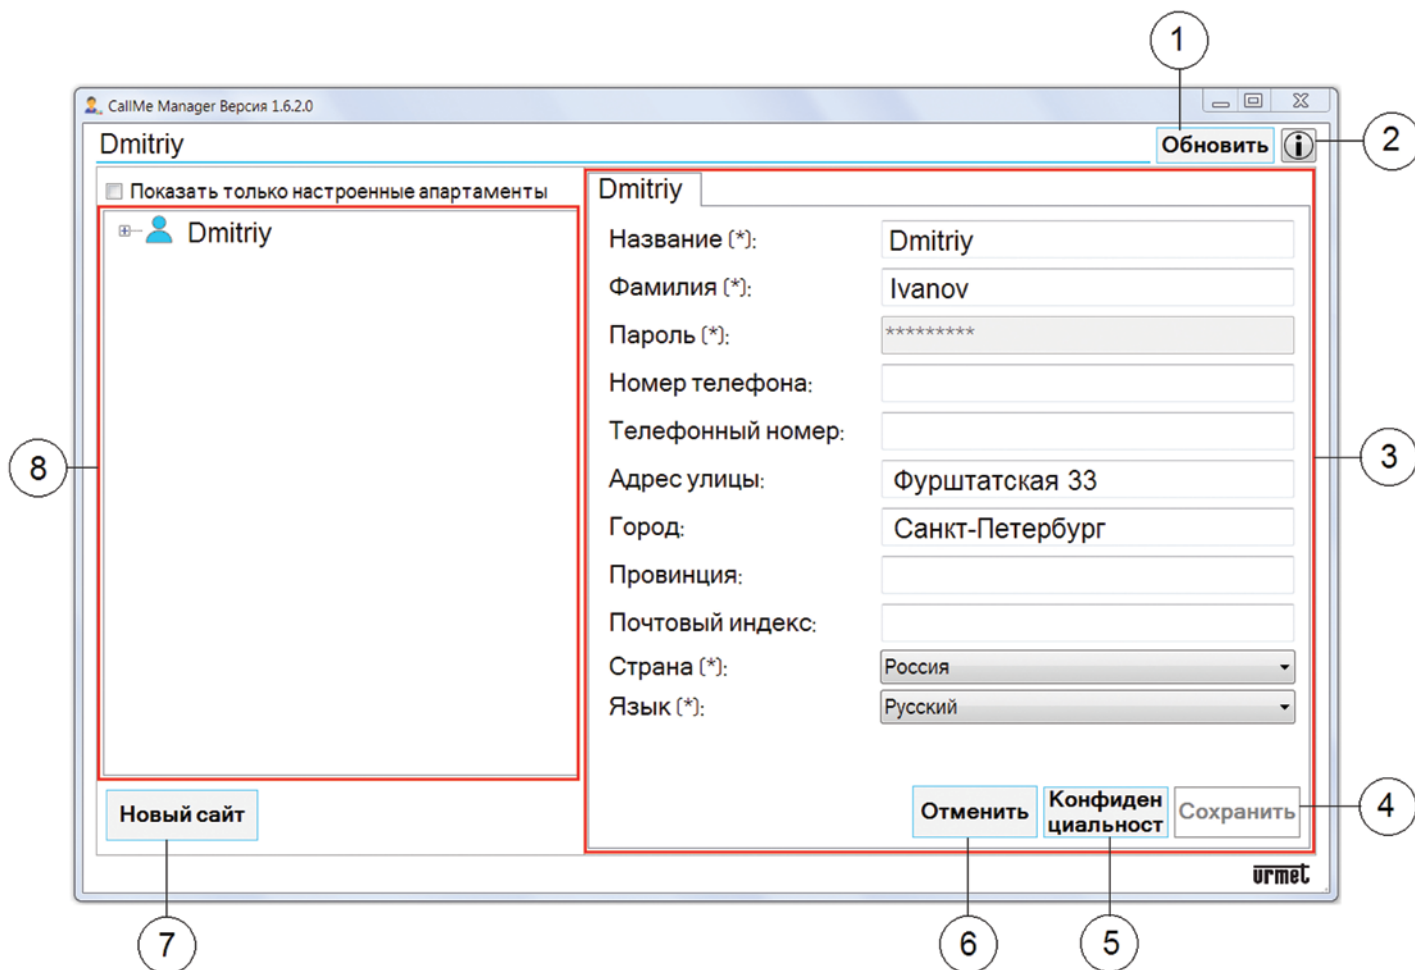 1
CallMe Manager Версия 1.6.2.0
Dmitriy
Обновить
2
Показать только настроенные апартаменты
Dmitriy
Dmitriy
Название (*): Dmitriy
Фамилия (*): Ivanov
Пароль (*): *********
Номер телефона:
Телефонный номер:
8
3
Адрес улицы: Фурштатская 33
Город: Санкт-Петербург
Провинция:
Почтовый индекс:
Страна (*): Россия
Язык (*): Русский
Новый сайт
Отменить
Конфиден
циальност
Сохранить
4
urmet
7
6
5